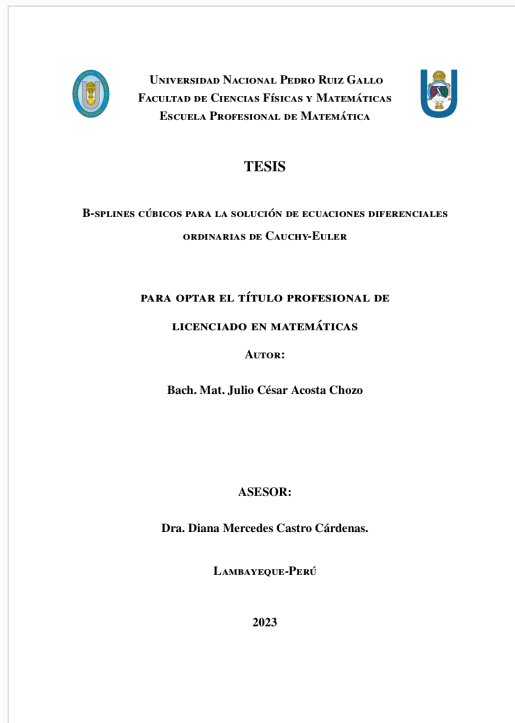 Universidad Nacional Pedro Ruiz Gallo
Facultad de Ciencias Físicas y Matemáticas
Escuela Profesional de Matemática
TESIS
B-splines cúbicos para la solución de ecuaciones diferenciales
ordinarias de Cauchy-Euler
para optar el título profesional de
licenciado en matemáticas
Autor:
Bach. Mat. Julio César Acosta Chozo
ASESOR:
Dra. Diana Mercedes Castro Cárdenas.
Lambayeque-Perú
2023